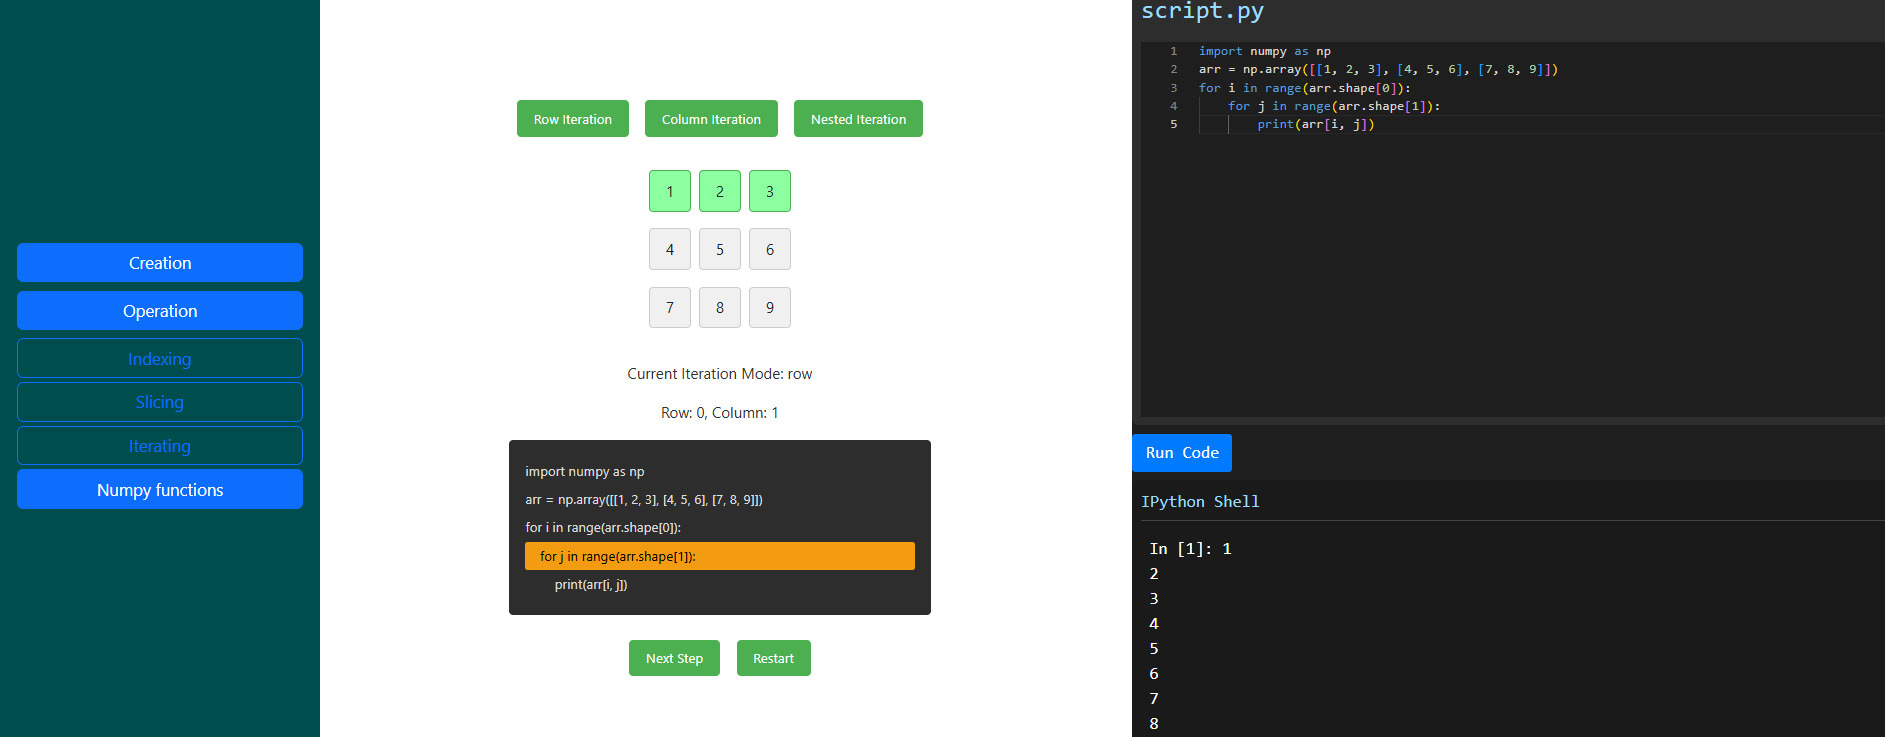 Creation
Operation
Indexing
Slicing
Iterating
Numpy functions
Row Iteration Column Iteration Nested Iteration
1 2 3
4 5 6
7 8 9
Current Iteration Mode: row
Row: 0, Column: 1
import numpy as np
arr = np.array([[1, 2, 3], [4, 5, 6], [7, 8, 9]])
for i in range(arr.shape[0]):
    for j in range(arr.shape[1]):
        print(arr[i, j])
Next Step Restart
script.py
1 import numpy as np
2 arr = np.array([[1, 2, 3], [4, 5, 6], [7, 8, 9]])
3 for i in range(arr.shape[0]):
4     for j in range(arr.shape[1]):
5         print(arr[i, j])
Run Code
IPython Shell
In [1]: 1
2
3
4
5
6
7
8